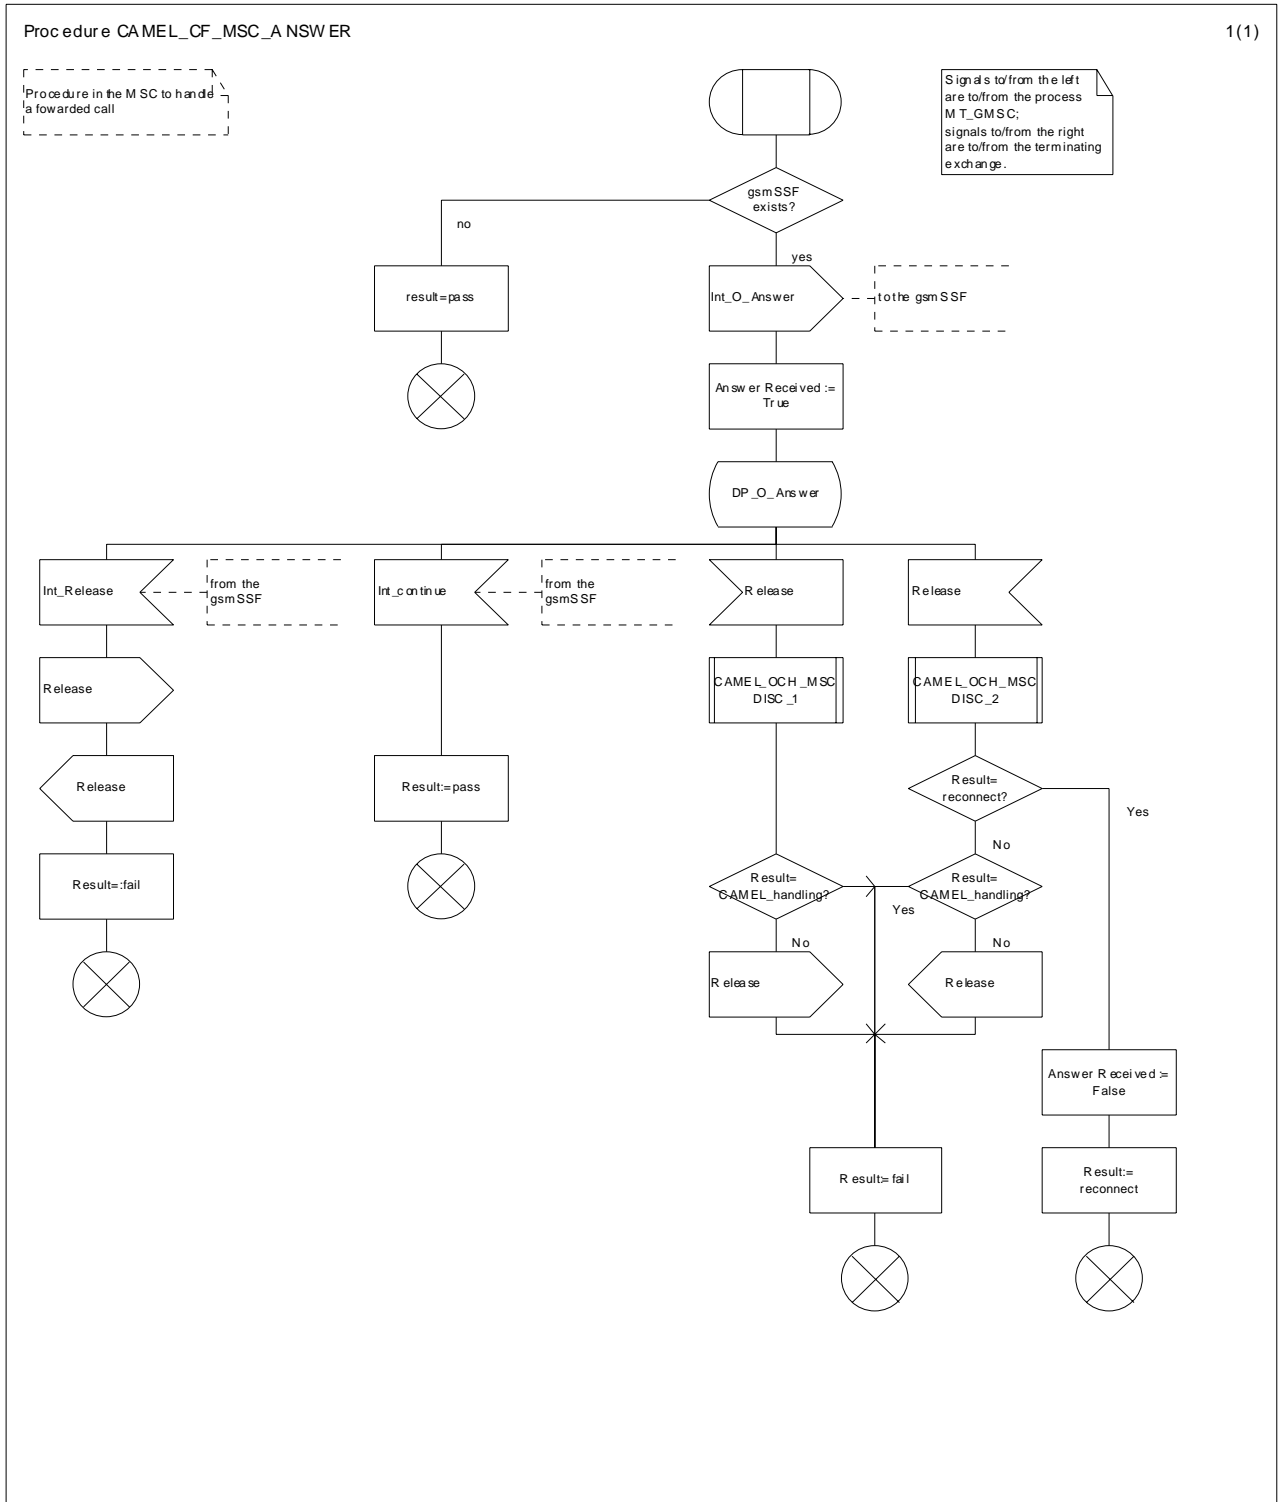 Procedure CAMEL_CF_MSC_ANSWER
1(1)
Procedure in the MSC to handle
a fowarded call
Signals to/from the left
are to/from the process
MT_GMSC;
signals to/from the right
are to/from the terminating
exchange.
gsmSSF
exists?
no
yes
result=pass
Int_O_Answer
to the gsmSSF
Answer Received :=
True
DP_O_Answer
Int_Release
from the
gsmSSF
Int_continue
from the
gsmSSF
Release
Release
Release
CAMEL_OCH_MSC
DISC_1
CAMEL_OCH_MSC
DISC_2
Release
Result:=pass
Result=
reconnect?
Yes
No
Result=:fail
Result=
CAMEL_handling?
Yes
Result=
CAMEL_handling?
No
No
Release
Release
Answer Received :=
False
Result:=fail
Result:=
reconnect